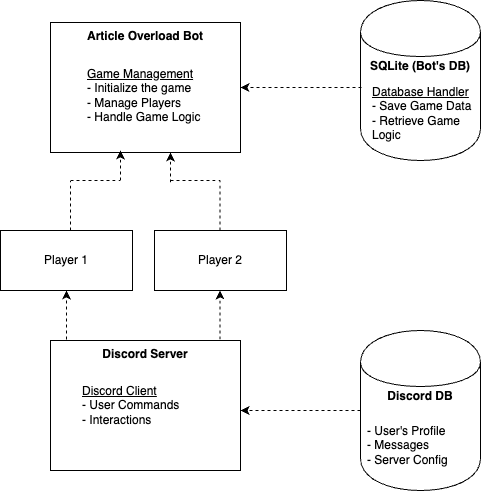 Article Overload Bot
Game Management
- Initialize the game
- Manage Players
- Handle Game Logic
SQLite (Bot's DB)
Database Handler
- Save Game Data
- Retrieve Game
Logic
Player 1
Player 2
Discord Server
Discord Client
- User Commands
- Interactions
Discord DB
- User's Profile
- Messages
- Server Config